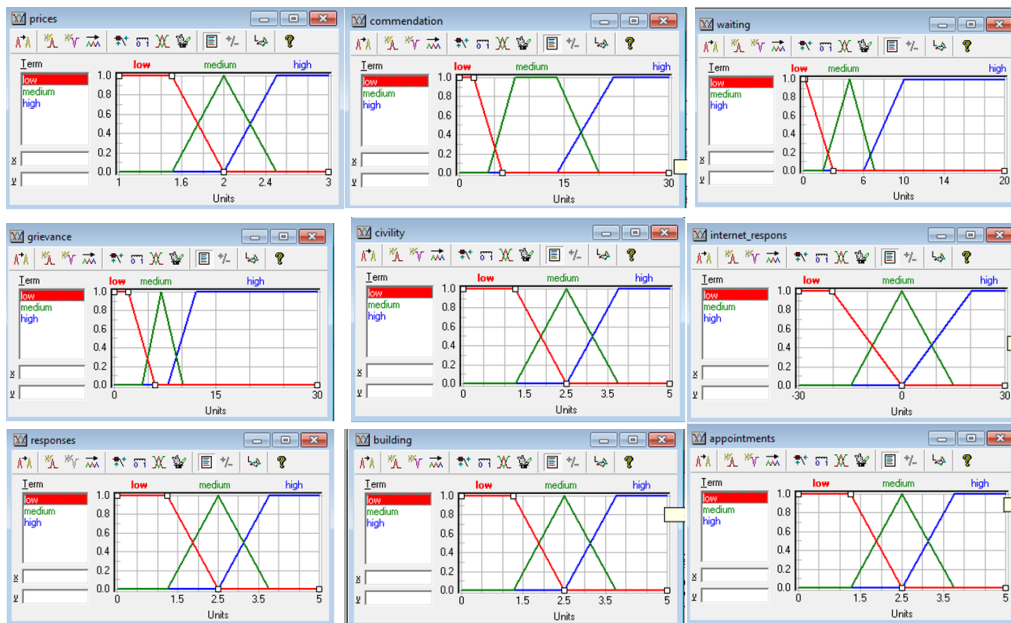 prices
Term
low
medium
high
low medium high
1.0
0.8
0.6
0.4
0.2
0.0
1 1.6 2 2.4 3
Units
commendation
Term
low
medium
high
low medium high
1.0
0.8
0.6
0.4
0.2
0.0
0 15 30
Units
waiting
Term
low
medium
high
low medium high
1.0
0.8
0.6
0.4
0.2
0.0
0 6 10 14 20
Units
grievance
Term
low
medium
high
low medium high
1.0
0.8
0.6
0.4
0.2
0.0
0 15 30
Units
civility
Term
low
medium
high
low medium high
1.0
0.8
0.6
0.4
0.2
0.0
0 1.5 2.5 3.5 5
Units
internet_respons
Term
low
medium
high
low medium high
1.0
0.8
0.6
0.4
0.2
0.0
-30 0 30
Units
responses
Term
low
medium
high
low medium high
1.0
0.8
0.6
0.4
0.2
0.0
0 1.5 2.5 3.5 5
Units
building
Term
low
medium
high
low medium high
1.0
0.8
0.6
0.4
0.2
0.0
0 1.5 2.5 3.5 5
Units
appointments
Term
low
medium
high
low medium high
1.0
0.8
0.6
0.4
0.2
0.0
0 1.5 2.5 3.5 5
Units